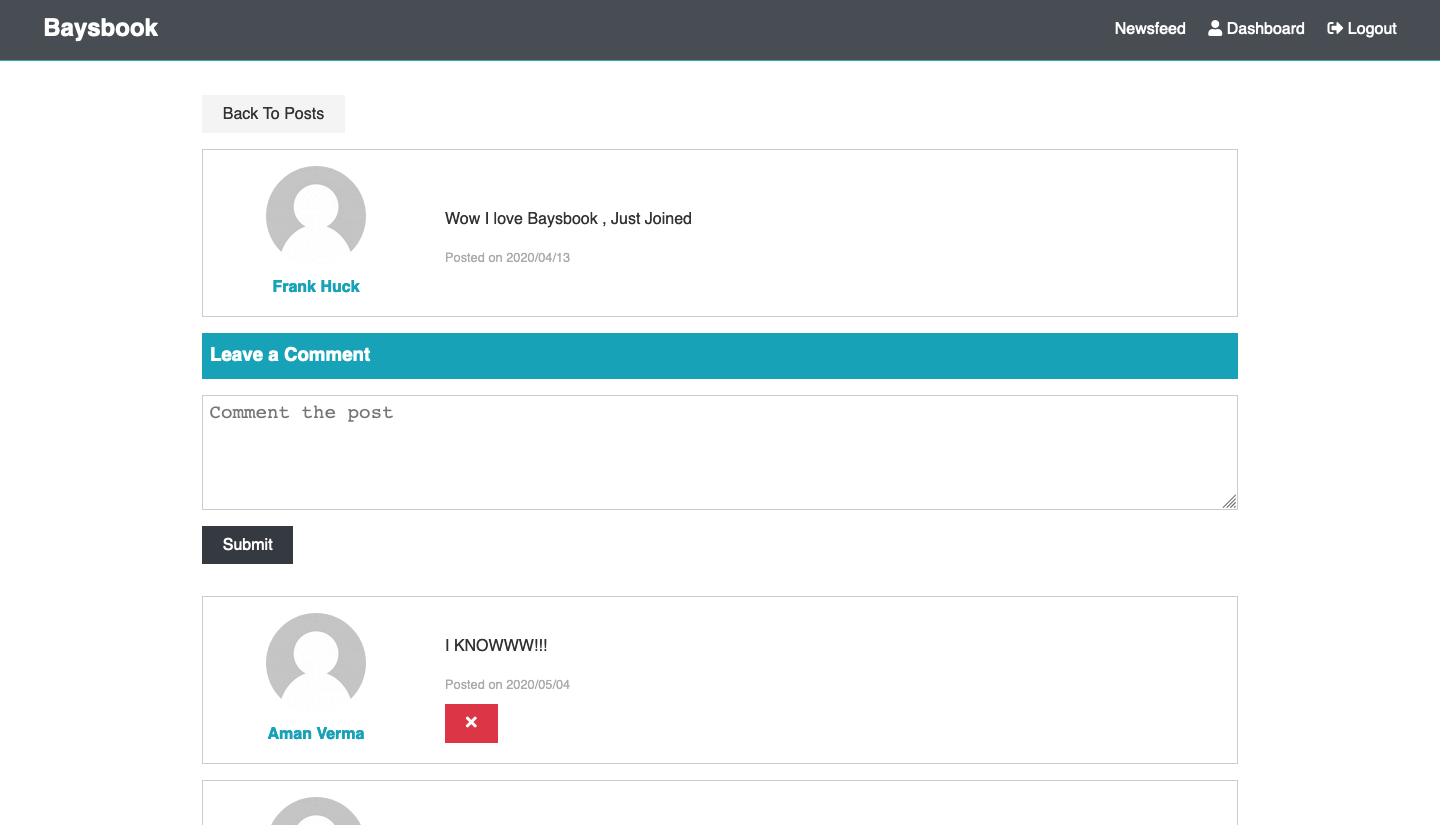 Baysbook
Newsfeed Dashboard Logout
Back To Posts
Wow I love Baysbook , Just Joined
Posted on 2020/04/13
Frank Huck
Leave a Comment
Comment the post
Submit
I KNOWWW!!!
Posted on 2020/05/04
Aman Verma